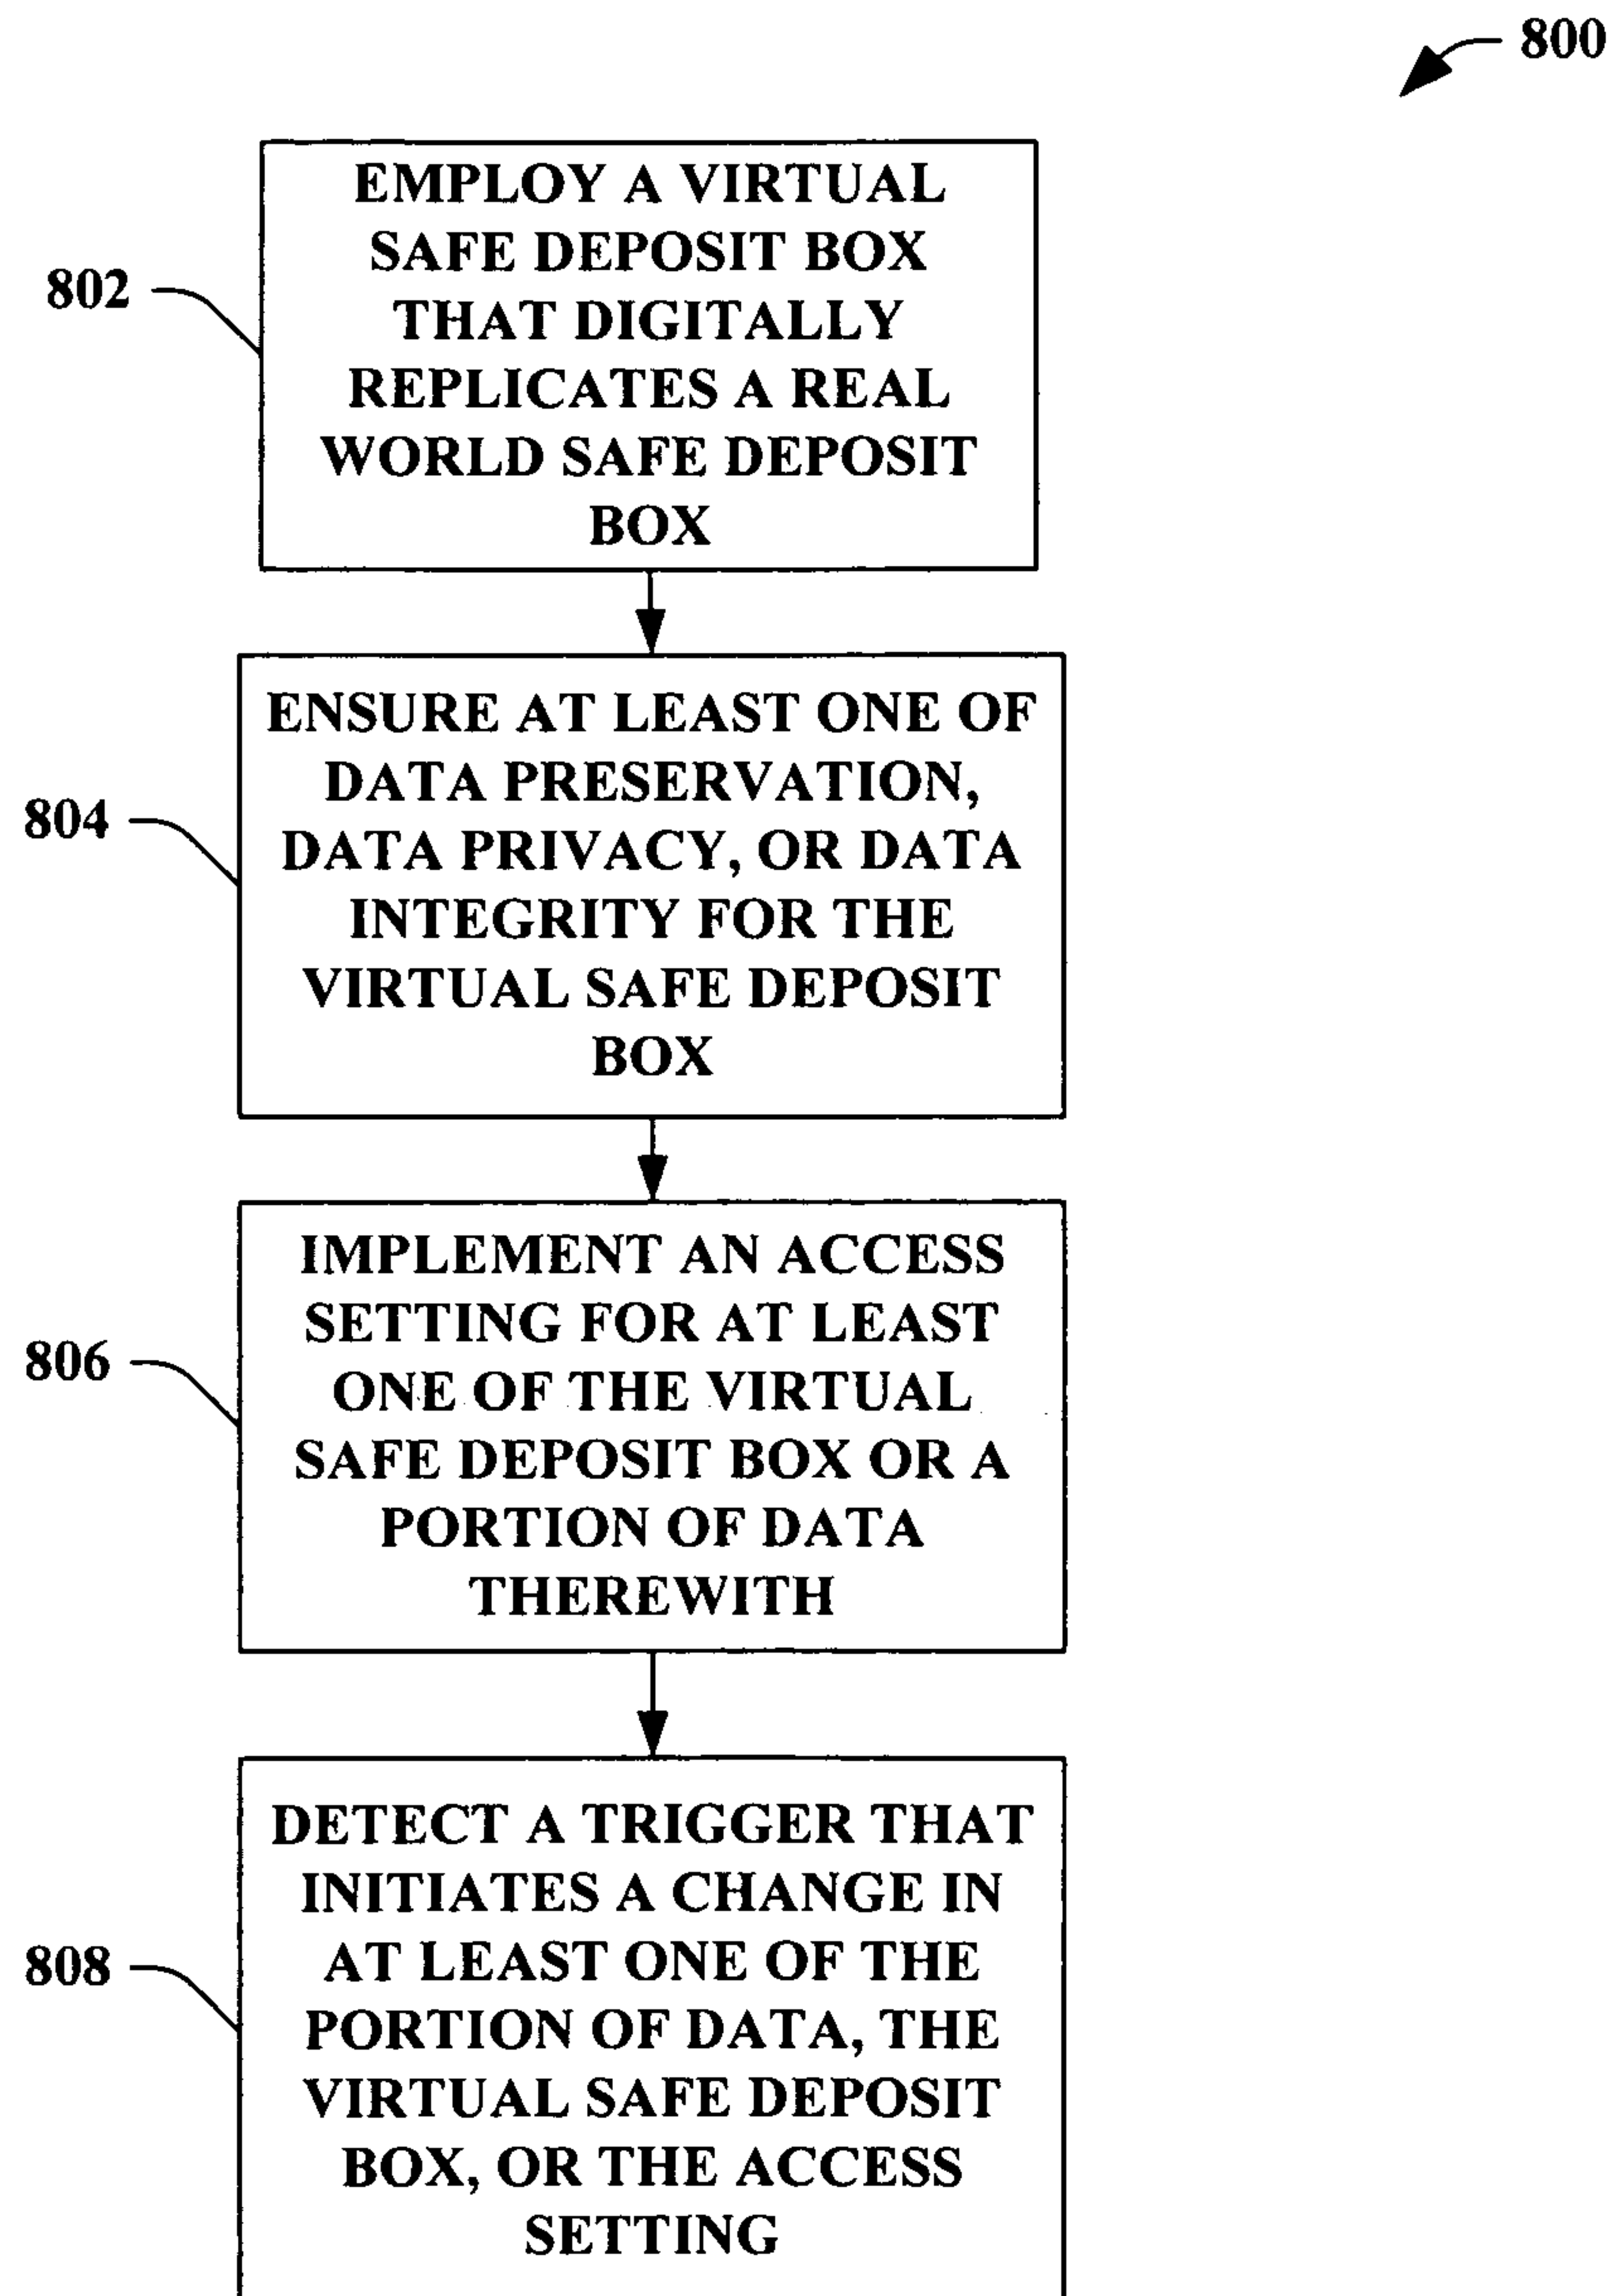 800
802
EMPLOY A VIRTUAL
SAFE DEPOSIT BOX
THAT DIGITALLY
REPLICATES A REAL
WORLD SAFE DEPOSIT
BOX
804
ENSURE AT LEAST ONE OF
DATA PRESERVATION,
DATA PRIVACY, OR DATA
INTEGRITY FOR THE
VIRTUAL SAFE DEPOSIT
BOX
806
IMPLEMENT AN ACCESS
SETTING FOR AT LEAST
ONE OF THE VIRTUAL
SAFE DEPOSIT BOX OR A
PORTION OF DATA
THEREWITH
808
DETECT A TRIGGER THAT
INITIATES A CHANGE IN
AT LEAST ONE OF THE
PORTION OF DATA, THE
VIRTUAL SAFE DEPOSIT
BOX, OR THE ACCESS
SETTING